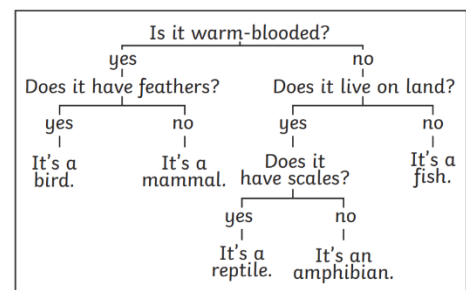 Is it warm-blooded?
yes no
Does it have feathers? Does it live on land?
yes no yes no
It's a bird. It's a mammal. Does it have scales? It's a fish.
yes no
It's a reptile. It's an amphibian.